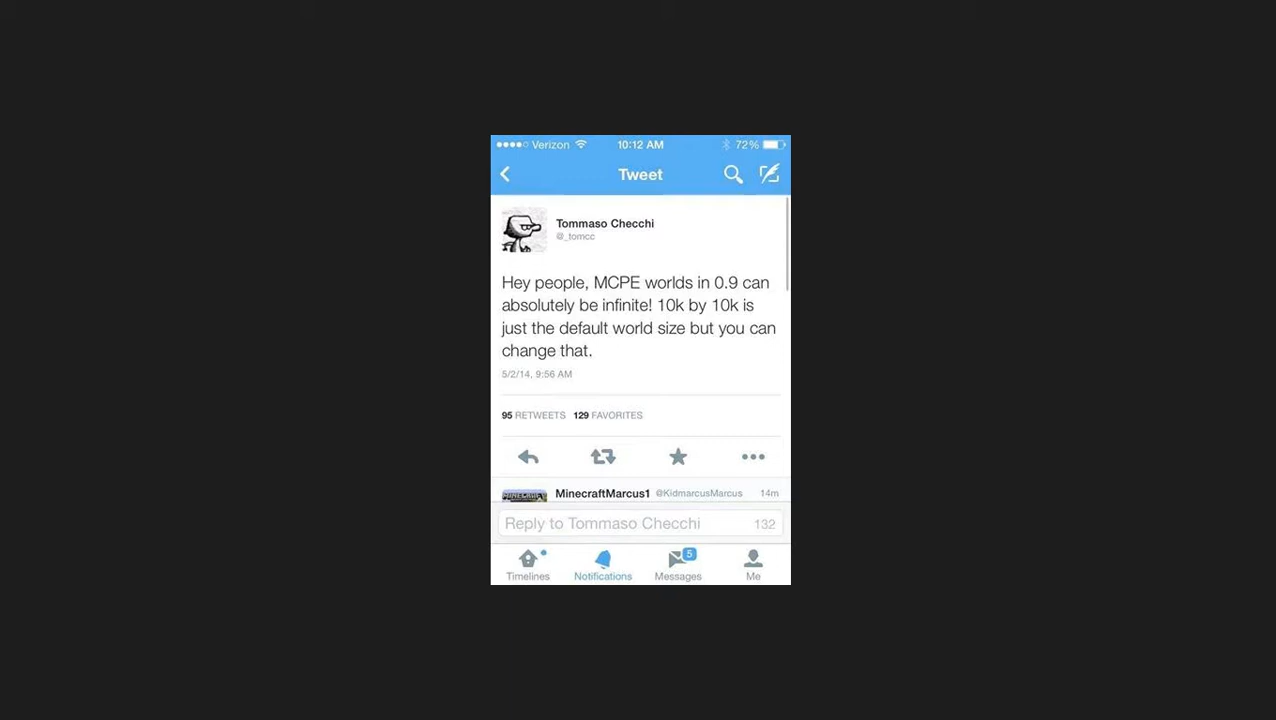 Verizon 10:12 AM 72%
Tweet
Tommaso Checchi
@_tomcc
Hey people, MCPE worlds in 0.9 can
absolutely be infinite! 10k by 10k is
just the default world size but you can
change that.
5/2/14, 9:56 AM
95 RETWEETS 129 FAVORITES
MINECRAFT MinecraftMarcus1 @KidmarcusMarcus 14m
Reply to Tommaso Checchi 132
5
Timelines Notifications Messages Me